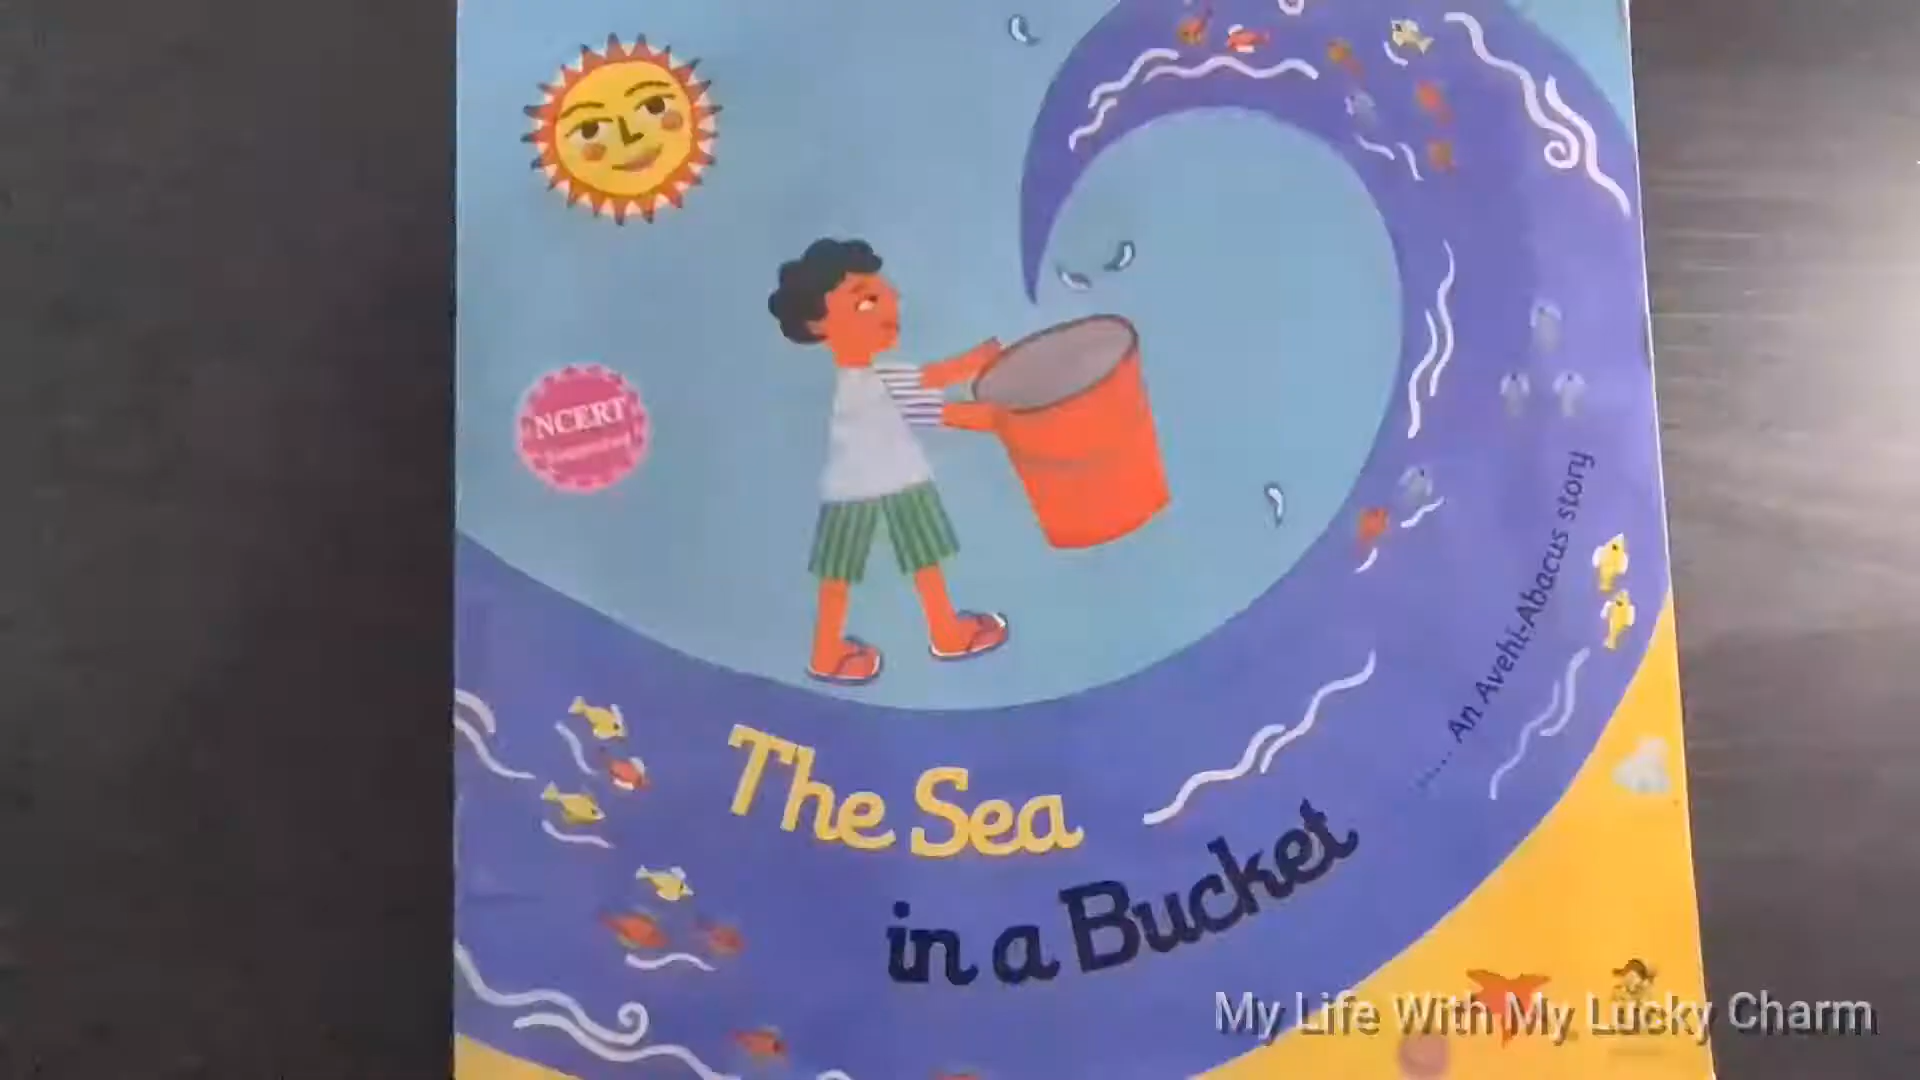 NCERT
The Sea
in a Bucket
.... An Avehi-Abacus story
My Life With My Lucky Charm